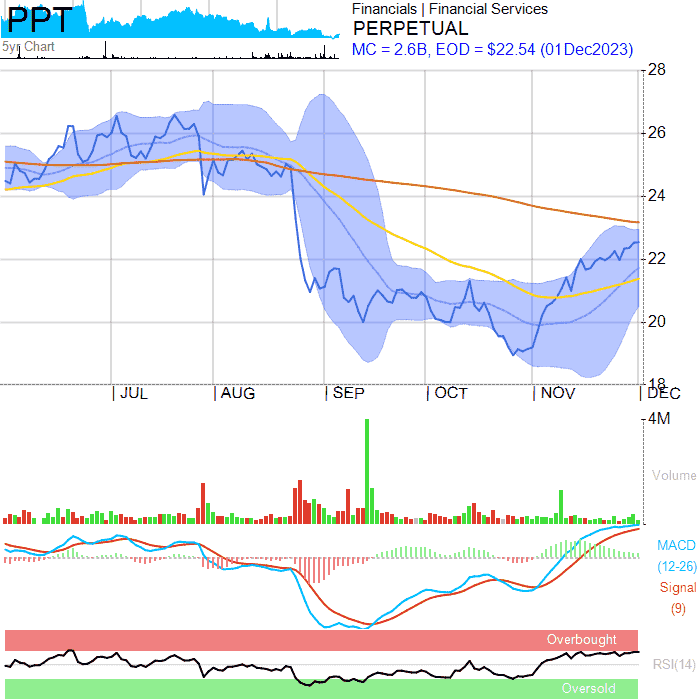 PPT
5yr Chart
Financials | Financial Services
PERPETUAL
MC = 2.6B, EOD = $22.54 (01Dec2023)
28
26
24
22
20
18
JUL
AUG
SEP
OCT
NOV
DEC
4M
Volume
MACD
(12-26)
Signal
(9)
Overbought
RSI(14)
Oversold